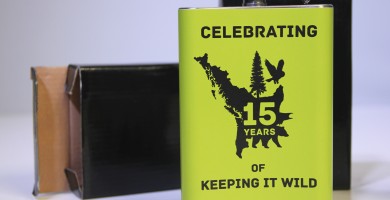 CELEBRATING
15
YEARS
OF
KEEPING IT WILD